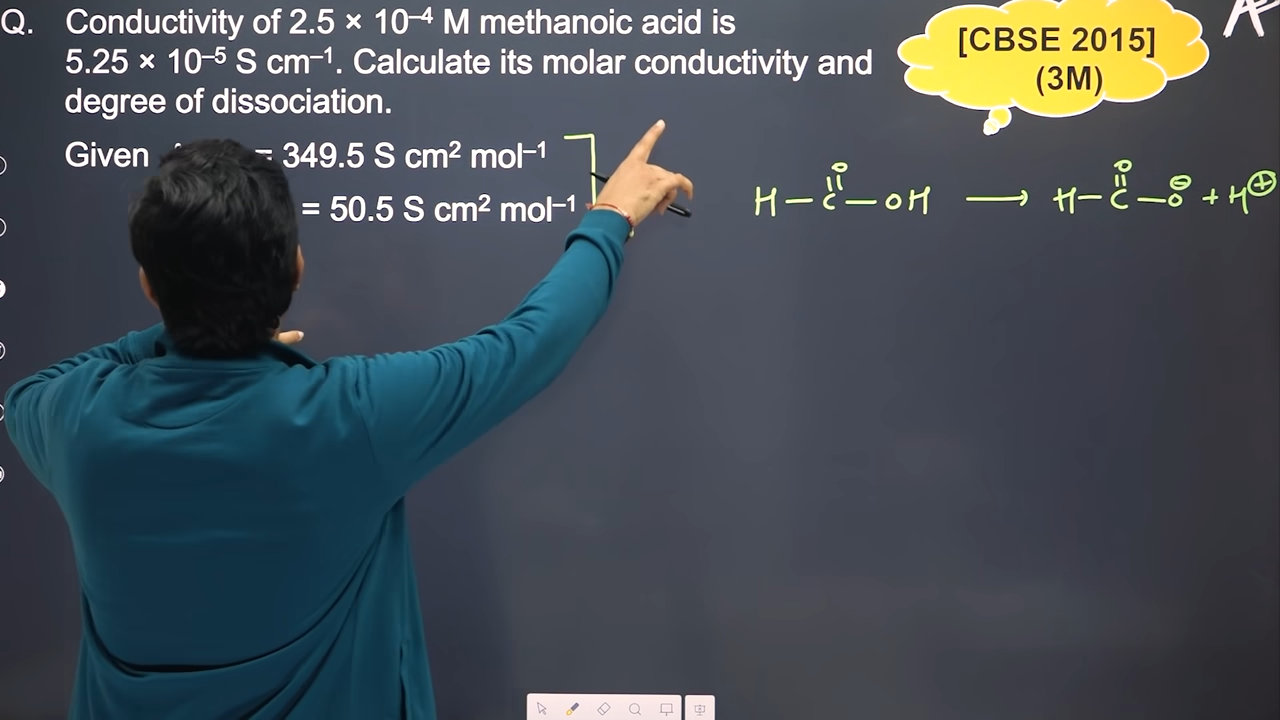 Q. Conductivity of 2.5 × 10⁻⁴ M methanoic acid is
5.25 × 10⁻⁵ S cm⁻¹. Calculate its molar conductivity and
degree of dissociation.
[CBSE 2015]
(3M)
Given = 349.5 S cm² mol⁻¹
= 50.5 S cm² mol⁻¹
H – C – OH → H – C – O⊖ + H⊕
O O